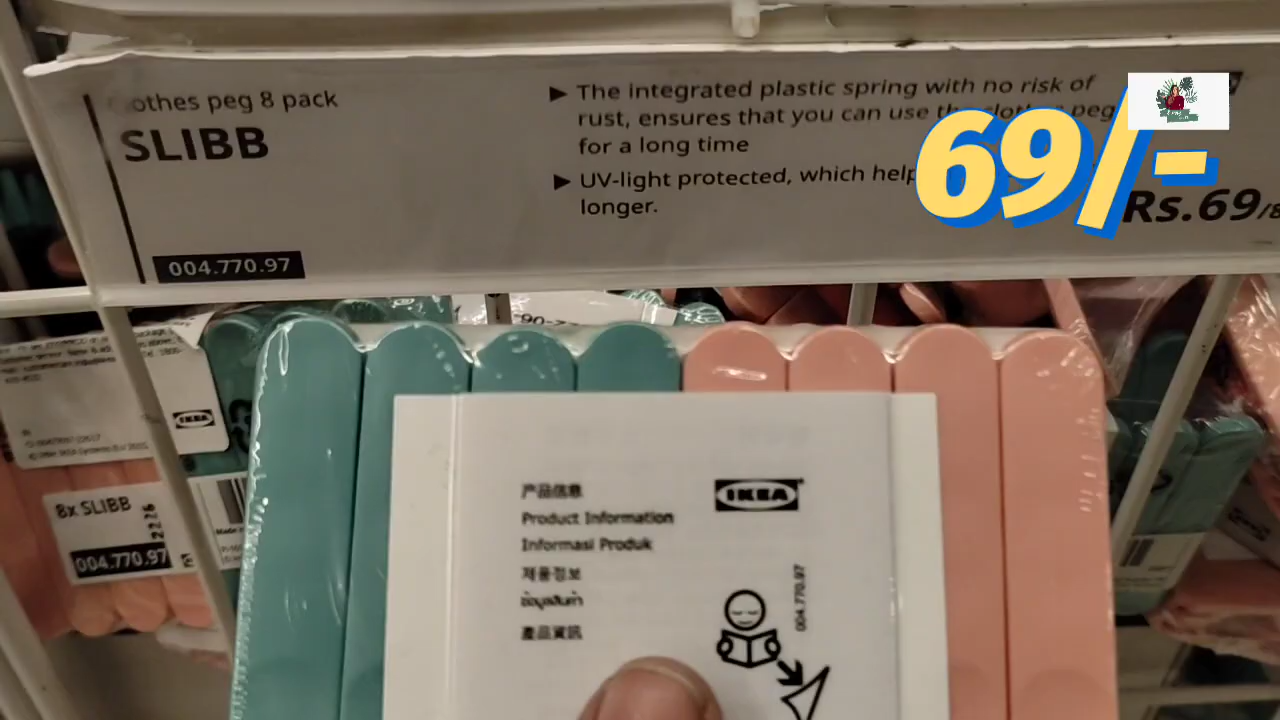 othes peg 8 pack
SLIBB
004.770.97
▶ The integrated plastic spring with no risk of
rust, ensures that you can use the clothes peg
for a long time
▶ UV-light protected, which help
longer.
69/-
Rs.69/8
IKEA
8x SLIBB
004.770.97
产品信息
Product Information
Informasi Produk
제품정보
ข้อมูลสินค้า
產品資訊
IKEA
004.770.97